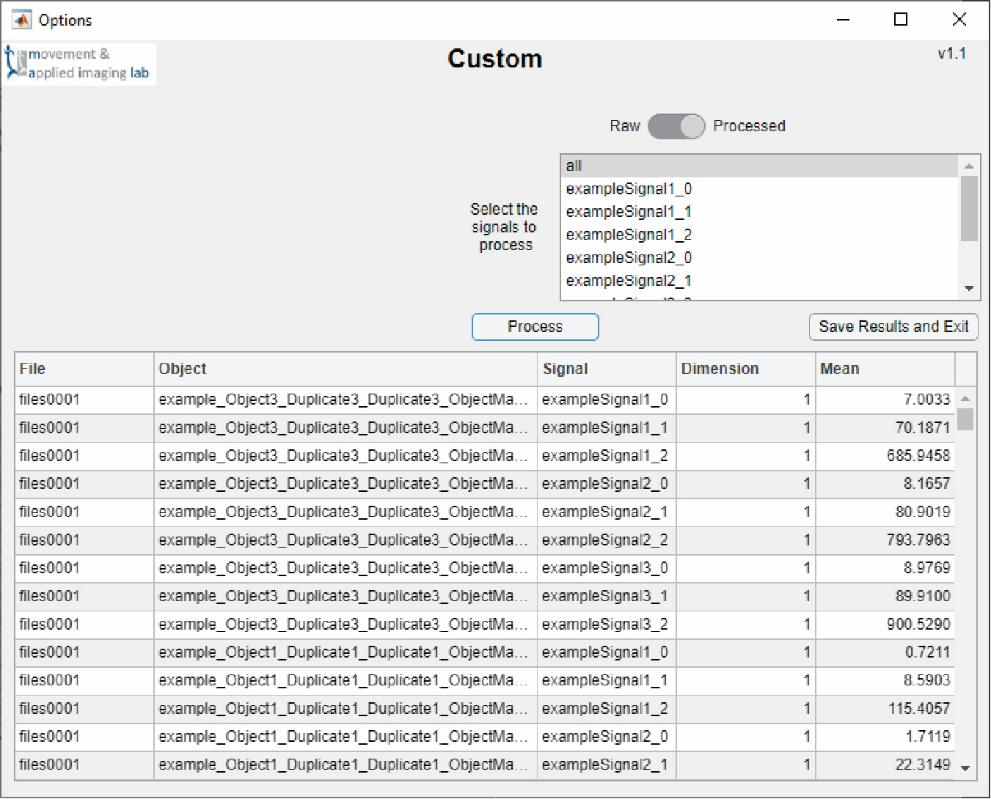 Options
movement &
applied imaging lab
Custom
v1.1
Raw Processed
Select the
signals to
process
all
exampleSignal1_0
exampleSignal1_1
exampleSignal1_2
exampleSignal2_0
exampleSignal2_1
Process Save Results and Exit
File Object Signal Dimension Mean
files0001 example_Object3_Duplicate3_Duplicate3_ObjectMa... exampleSignal1_0 1 7.0033
files0001 example_Object3_Duplicate3_Duplicate3_ObjectMa... exampleSignal1_1 1 70.1871
files0001 example_Object3_Duplicate3_Duplicate3_ObjectMa... exampleSignal1_2 1 685.9458
files0001 example_Object3_Duplicate3_Duplicate3_ObjectMa... exampleSignal2_0 1 8.1657
files0001 example_Object3_Duplicate3_Duplicate3_ObjectMa... exampleSignal2_1 1 80.9019
files0001 example_Object3_Duplicate3_Duplicate3_ObjectMa... exampleSignal2_2 1 793.7963
files0001 example_Object3_Duplicate3_Duplicate3_ObjectMa... exampleSignal3_0 1 8.9769
files0001 example_Object3_Duplicate3_Duplicate3_ObjectMa... exampleSignal3_1 1 89.9100
files0001 example_Object3_Duplicate3_Duplicate3_ObjectMa... exampleSignal3_2 1 900.5290
files0001 example_Object1_Duplicate1_Duplicate1_ObjectMa... exampleSignal1_0 1 0.7211
files0001 example_Object1_Duplicate1_Duplicate1_ObjectMa... exampleSignal1_1 1 8.5903
files0001 example_Object1_Duplicate1_Duplicate1_ObjectMa... exampleSignal1_2 1 115.4057
files0001 example_Object1_Duplicate1_Duplicate1_ObjectMa... exampleSignal2_0 1 1.7119
files0001 example_Object1_Duplicate1_Duplicate1_ObjectMa... exampleSignal2_1 1 22.3149